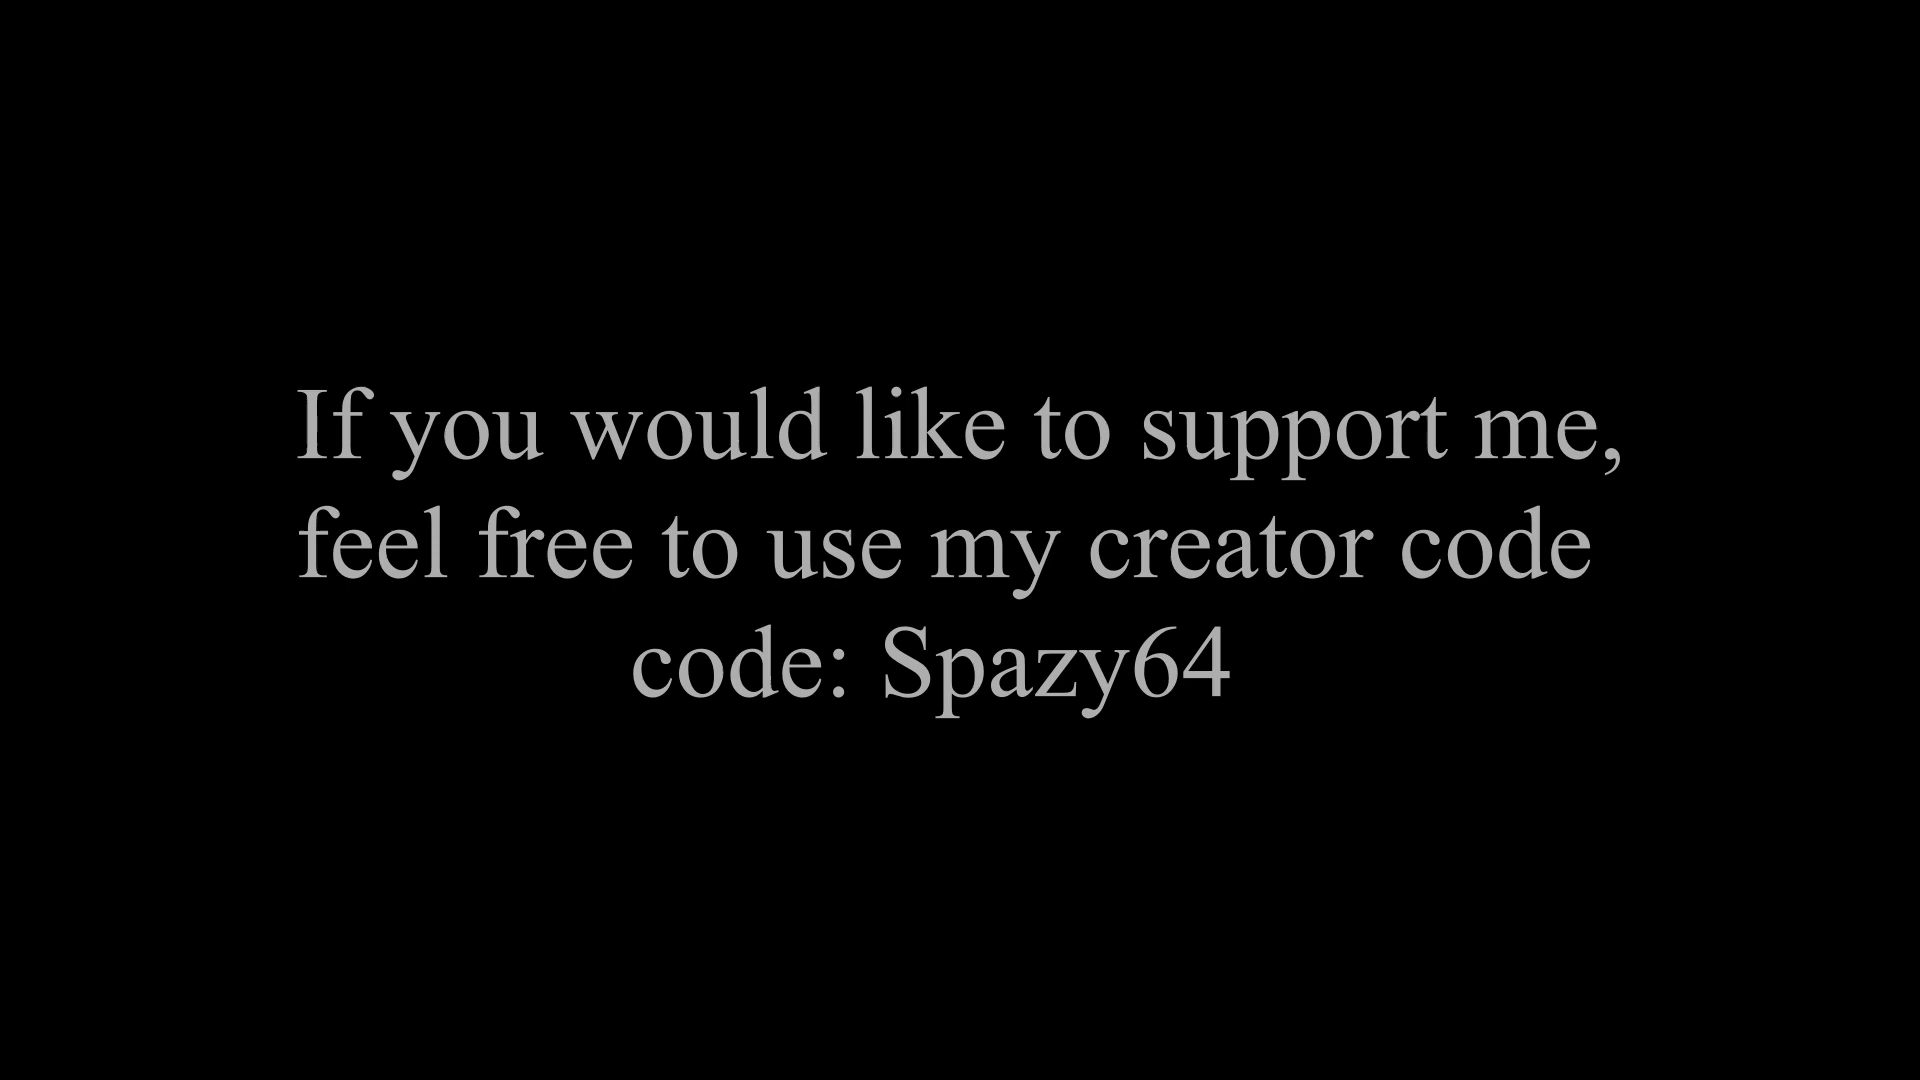 If you would like to support me,
feel free to use my creator code
code: Spazy64